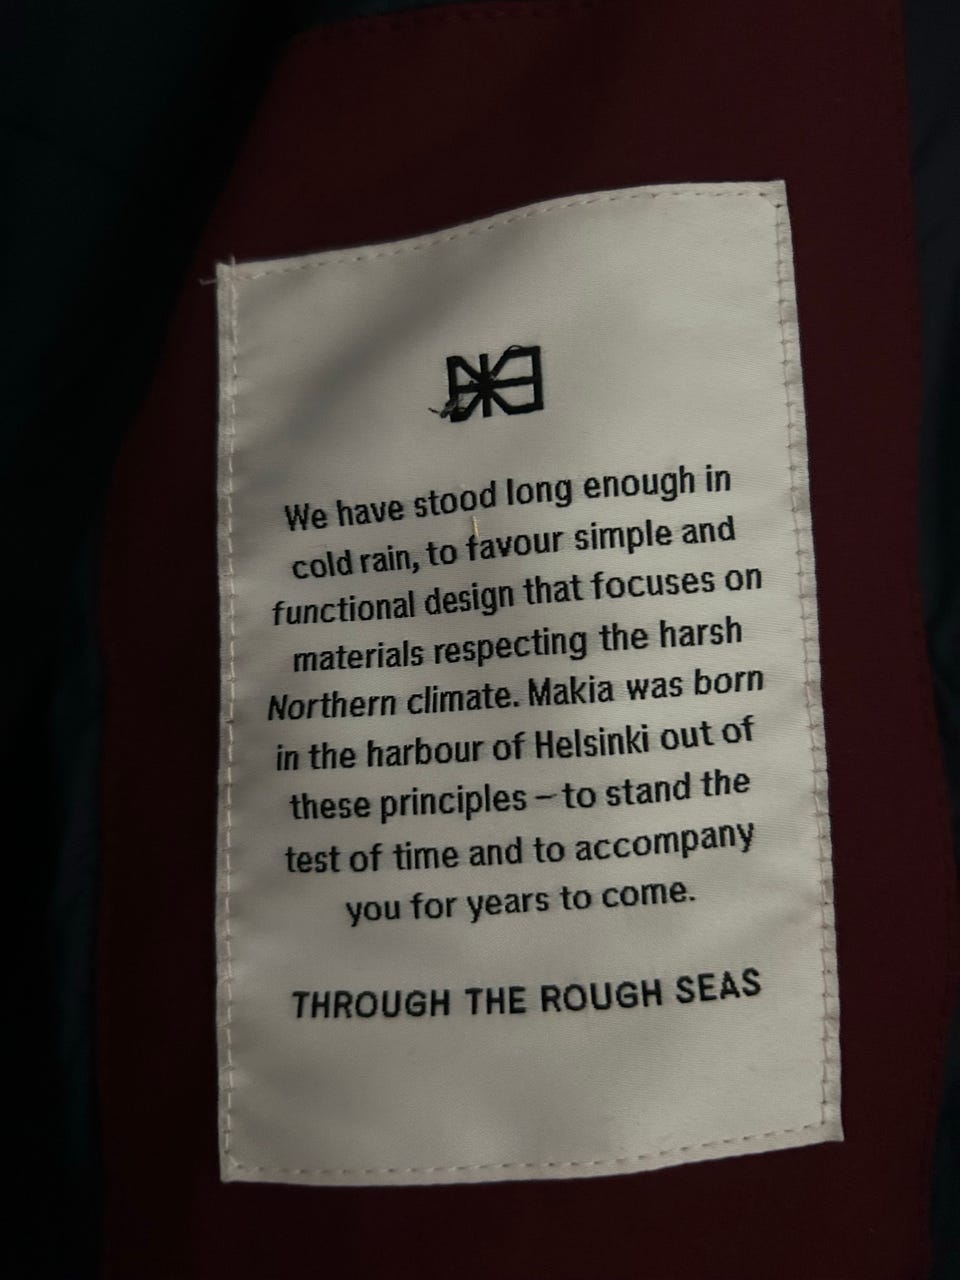 We have stood long enough in
cold rain, to favour simple and
functional design that focuses on
materials respecting the harsh
Northern climate. Makia was born
in the harbour of Helsinki out of
these principles – to stand the
test of time and to accompany
you for years to come.
THROUGH THE ROUGH SEAS